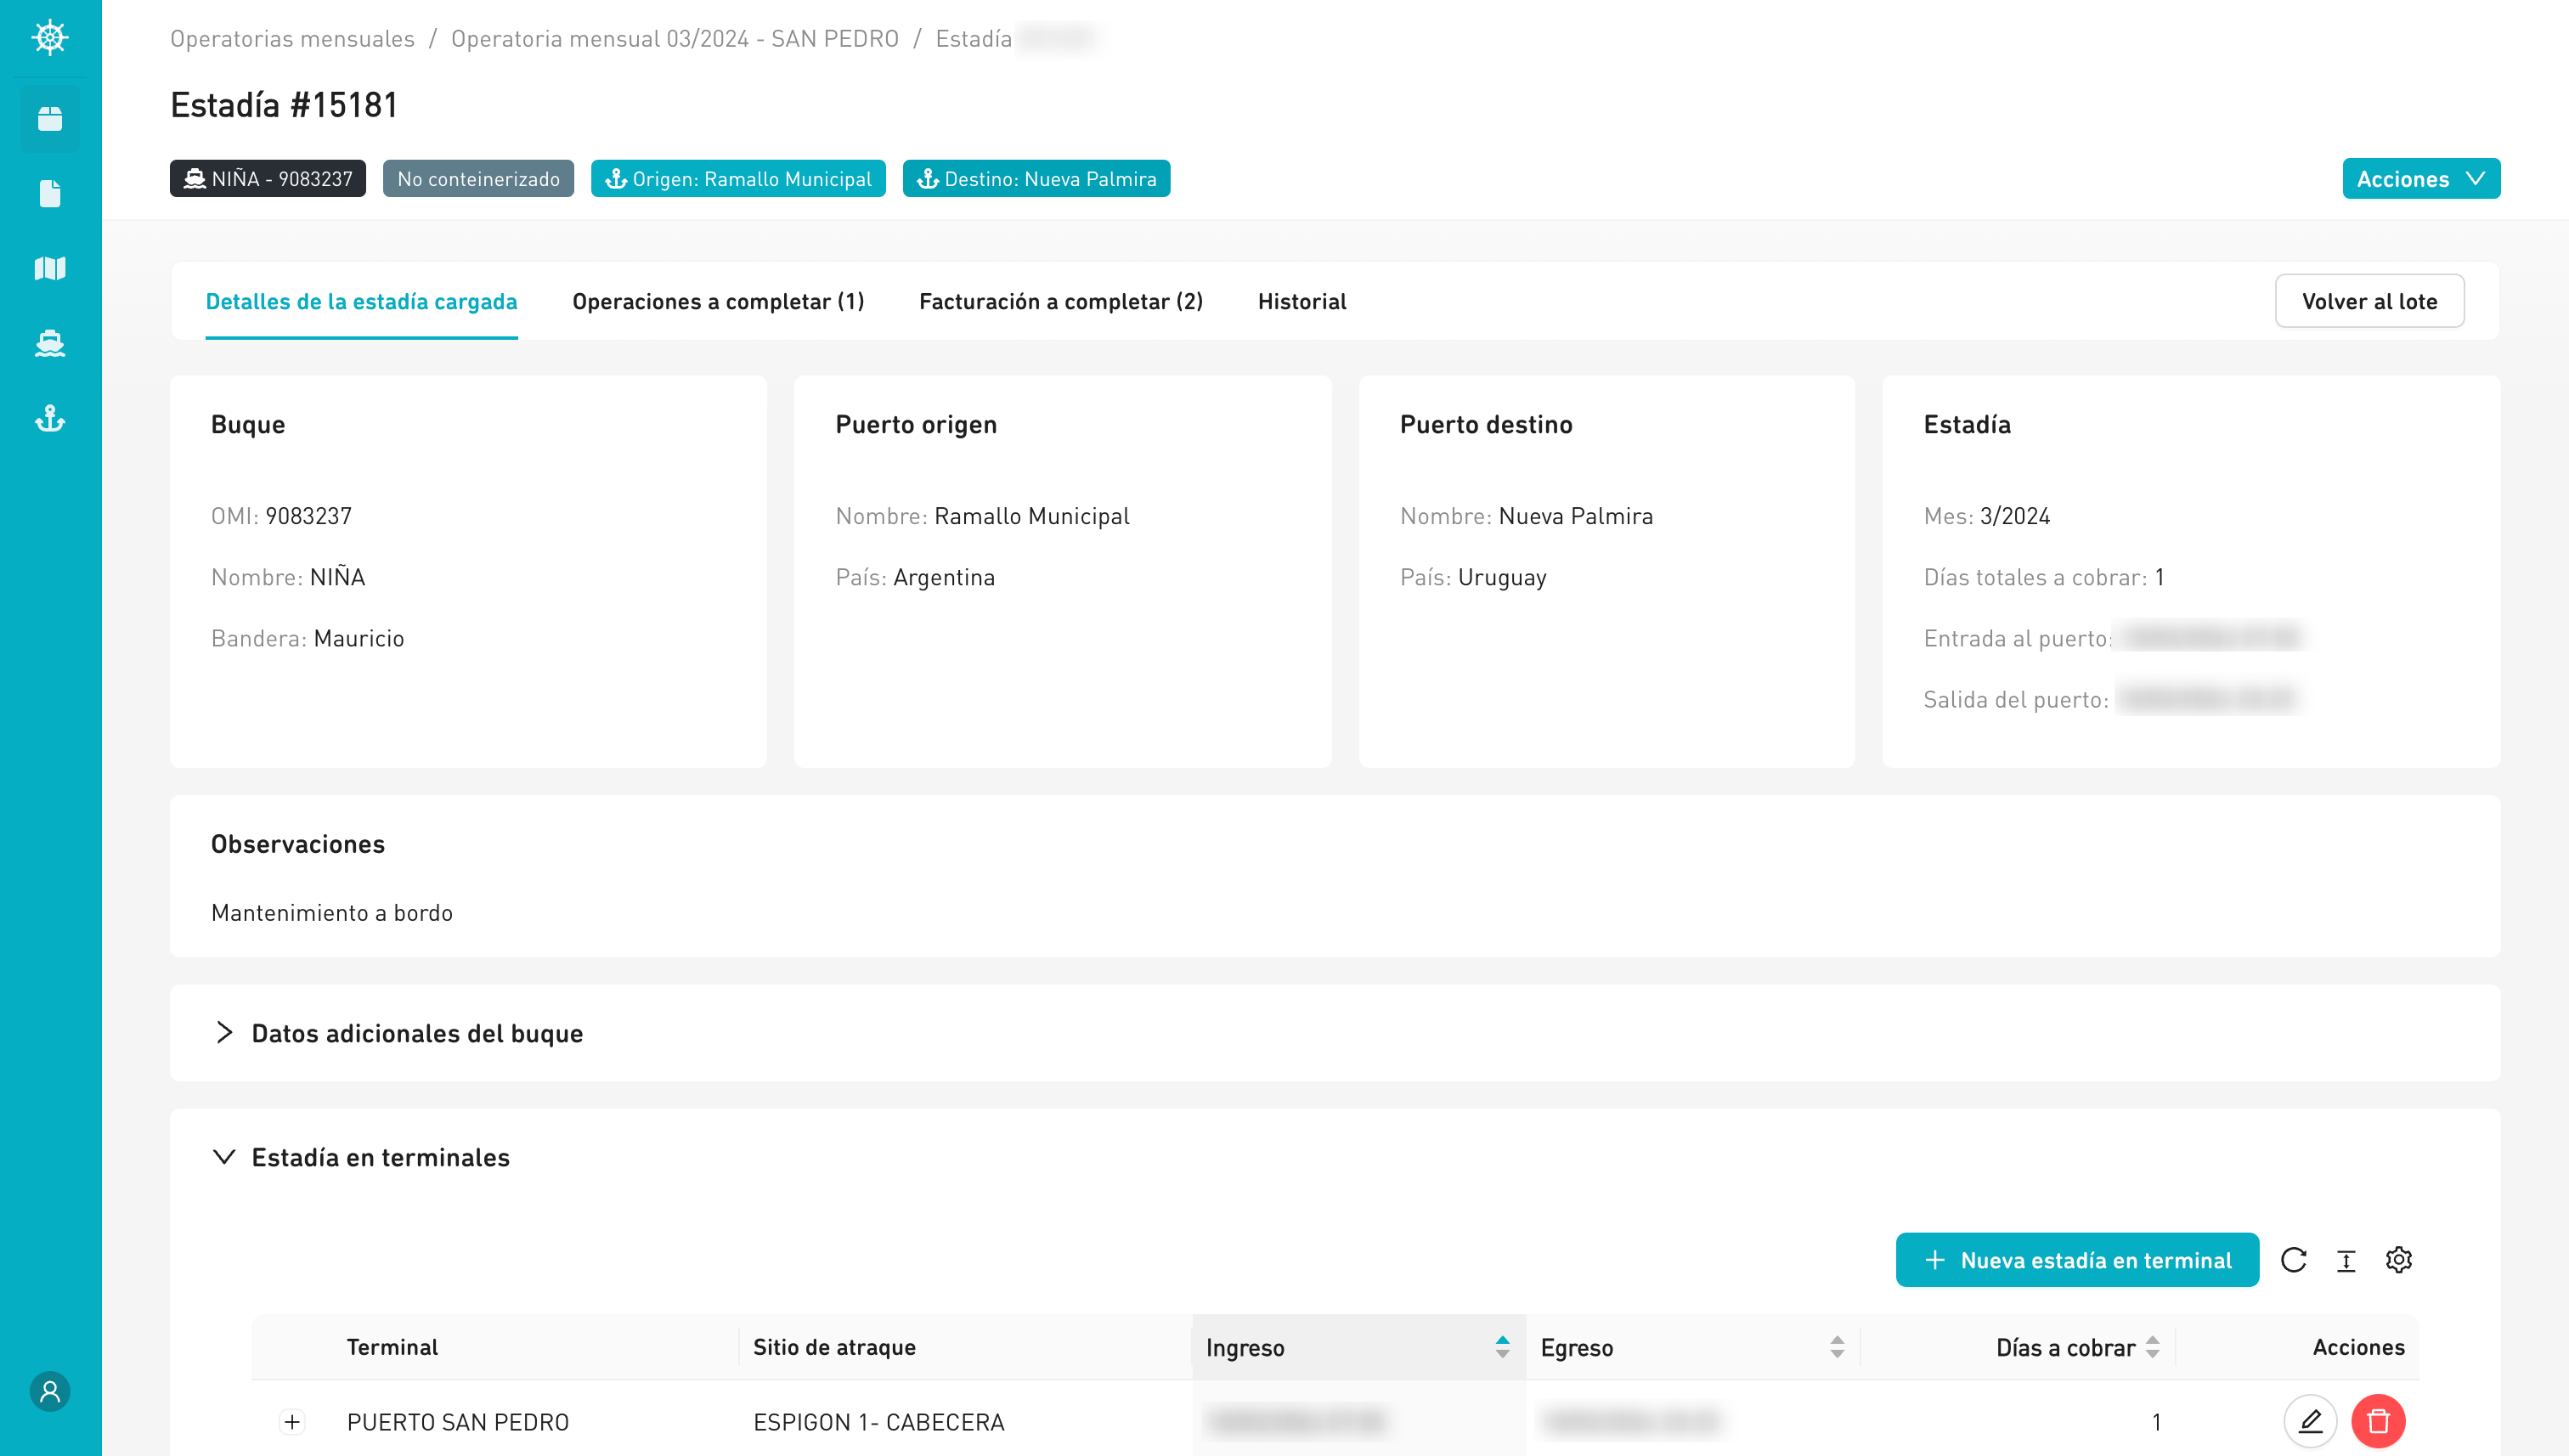 Operatorias mensuales / Operatoria mensual 03/2024 - SAN PEDRO / Estadía
Estadía #15181
NIÑA - 9083237 No conteinerizado Origen: Ramallo Municipal Destino: Nueva Palmira Acciones
Detalles de la estadía cargada Operaciones a completar (1) Facturación a completar (2) Historial Volver al lote
Buque
OMI: 9083237
Nombre: NIÑA
Bandera: Mauricio
Puerto origen
Nombre: Ramallo Municipal
País: Argentina
Puerto destino
Nombre: Nueva Palmira
País: Uruguay
Estadía
Mes: 3/2024
Días totales a cobrar: 1
Entrada al puerto:
Salida del puerto:
Observaciones
Mantenimiento a bordo
Datos adicionales del buque
Estadía en terminales
Nueva estadía en terminal
Terminal Sitio de atraque Ingreso Egreso Días a cobrar Acciones
PUERTO SAN PEDRO ESPIGON 1- CABECERA 1